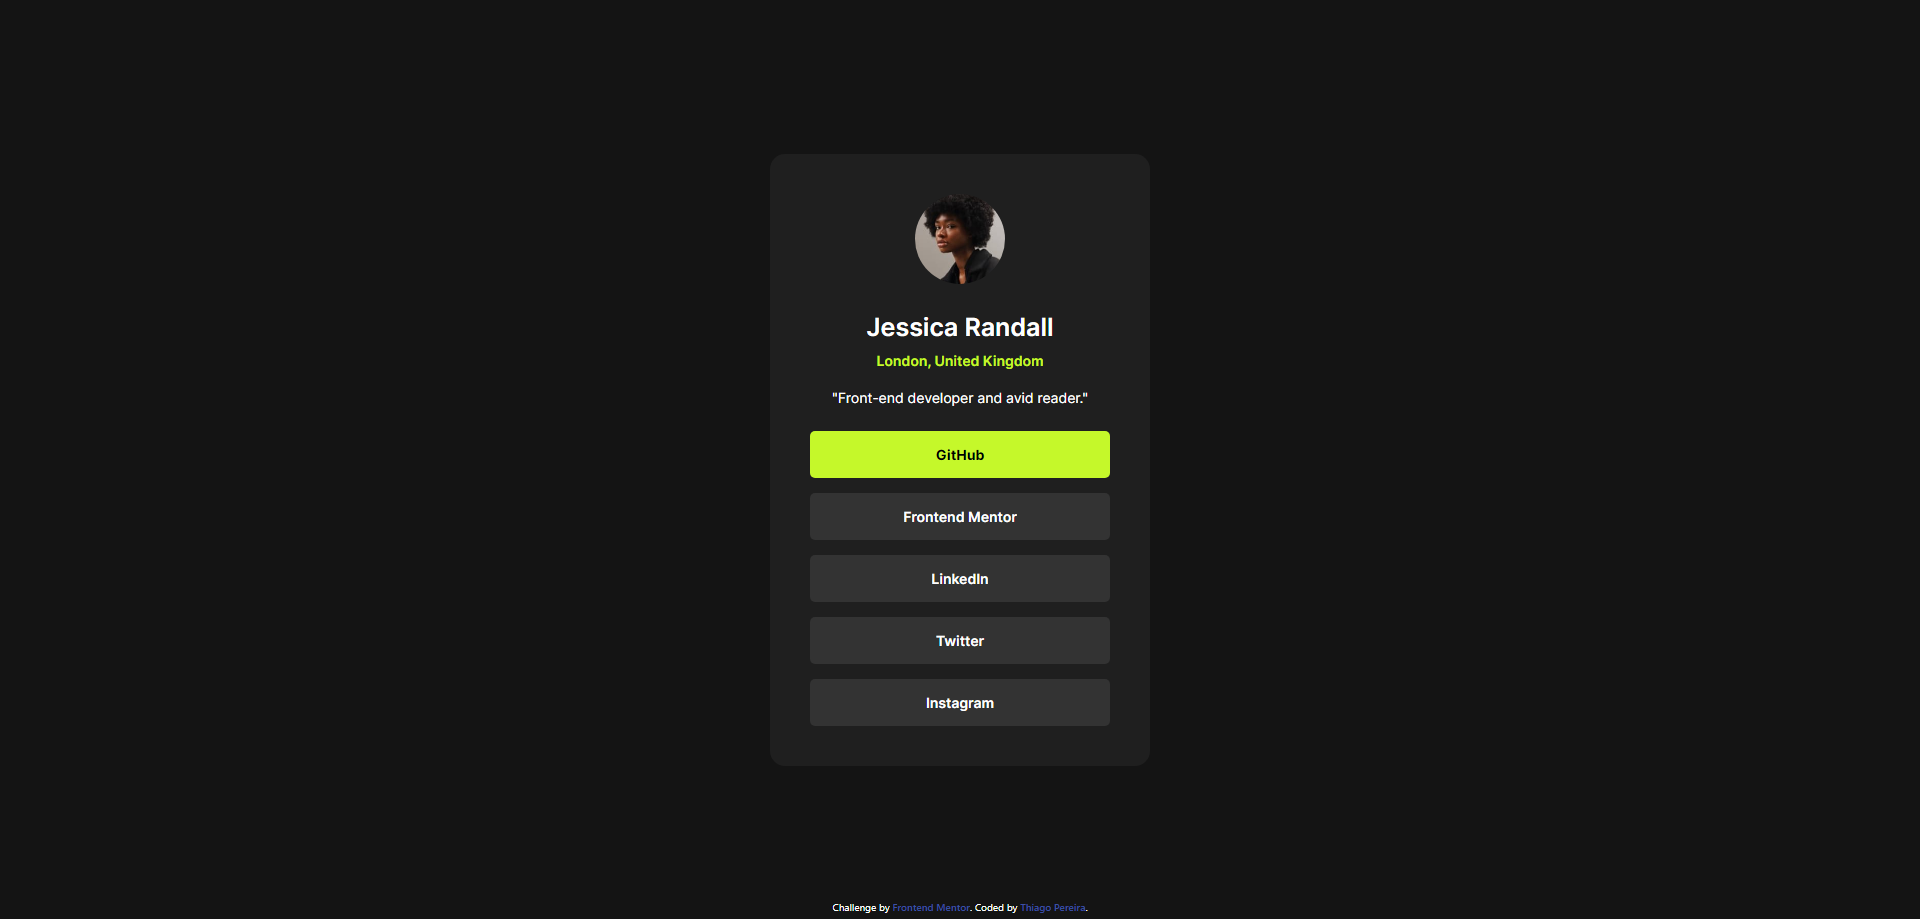 Jessica Randall
London, United Kingdom
"Front-end developer and avid reader."
GitHub
Frontend Mentor
LinkedIn
Twitter
Instagram
Challenge by Frontend Mentor. Coded by Thiago Pereira.